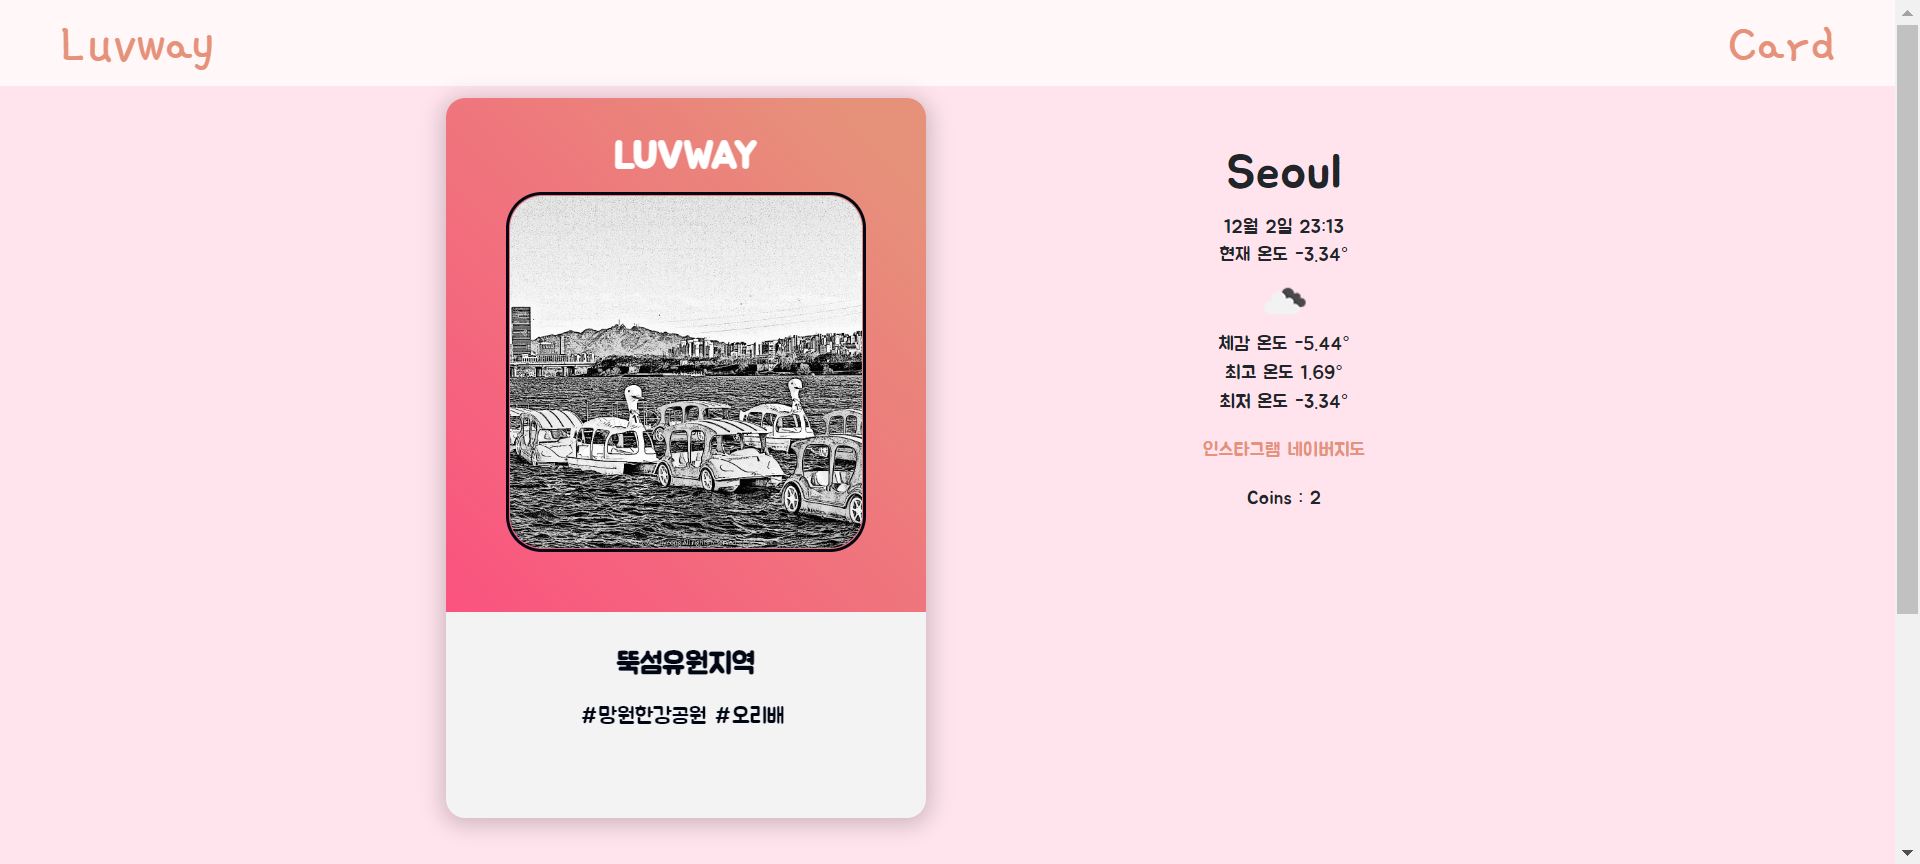 Luvway
Card
LUVWAY
뚝섬유원지역
#망원한강공원 #오리배
Seoul
12월 2일 23:13
현재 온도 -3.34°
체감 온도 -5.44°
최고 온도 1.69°
최저 온도 -3.34°
인스타그램 네이버지도
Coins : 2